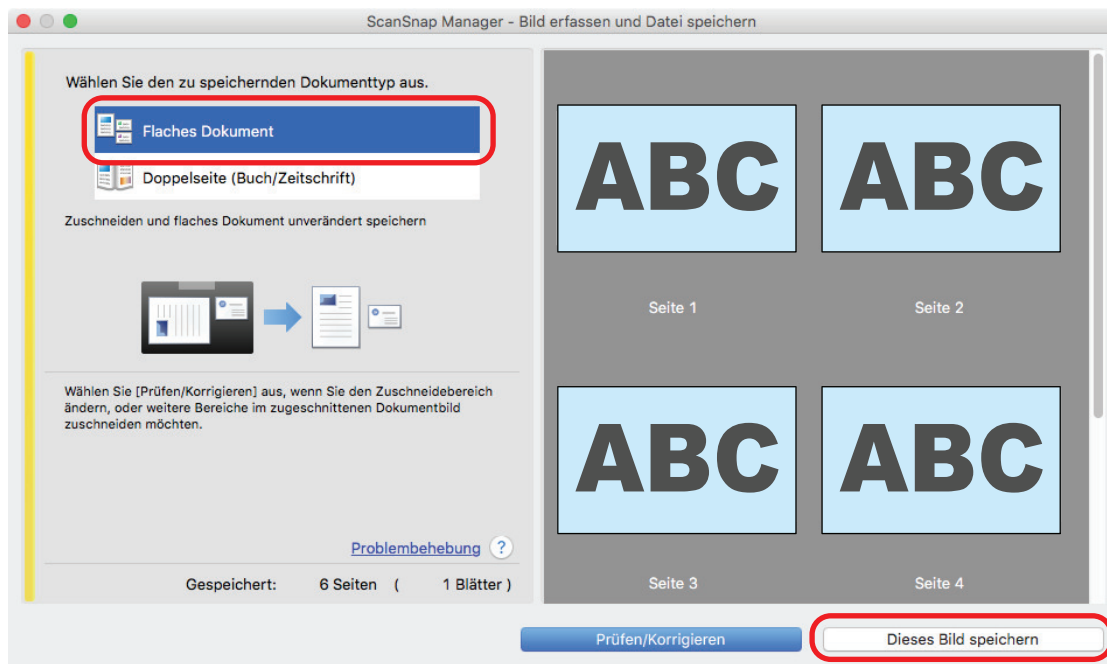 ScanSnap Manager - Bild erfassen und Datei speichern
Wählen Sie den zu speichernden Dokumenttyp aus.
Flaches Dokument
Doppelseite (Buch/Zeitschrift)
Zuschneiden und flaches Dokument unverändert speichern
Wählen Sie [Prüfen/Korrigieren] aus, wenn Sie den Zuschneidebereich
ändern, oder weitere Bereiche im zugeschnittenen Dokumentbild
zuschneiden möchten.
Problembehebung ?
Gespeichert: 6 Seiten ( 1 Blätter )
ABC ABC
Seite 1 Seite 2
ABC ABC
Seite 3 Seite 4
Prüfen/Korrigieren Dieses Bild speichern